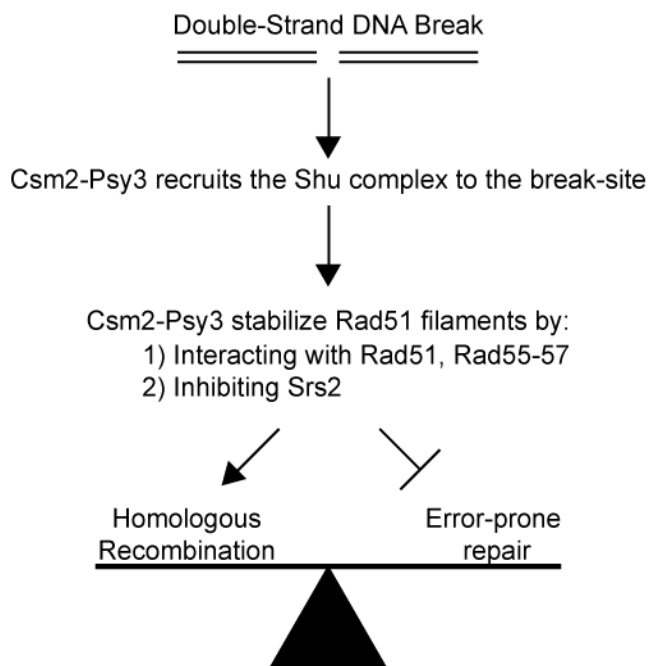 Double-Strand DNA Break
Csm2-Psy3 recruits the Shu complex to the break-site
Csm2-Psy3 stabilize Rad51 filaments by:
1) Interacting with Rad51, Rad55-57
2) Inhibiting Srs2
Homologous
Recombination
Error-prone
repair